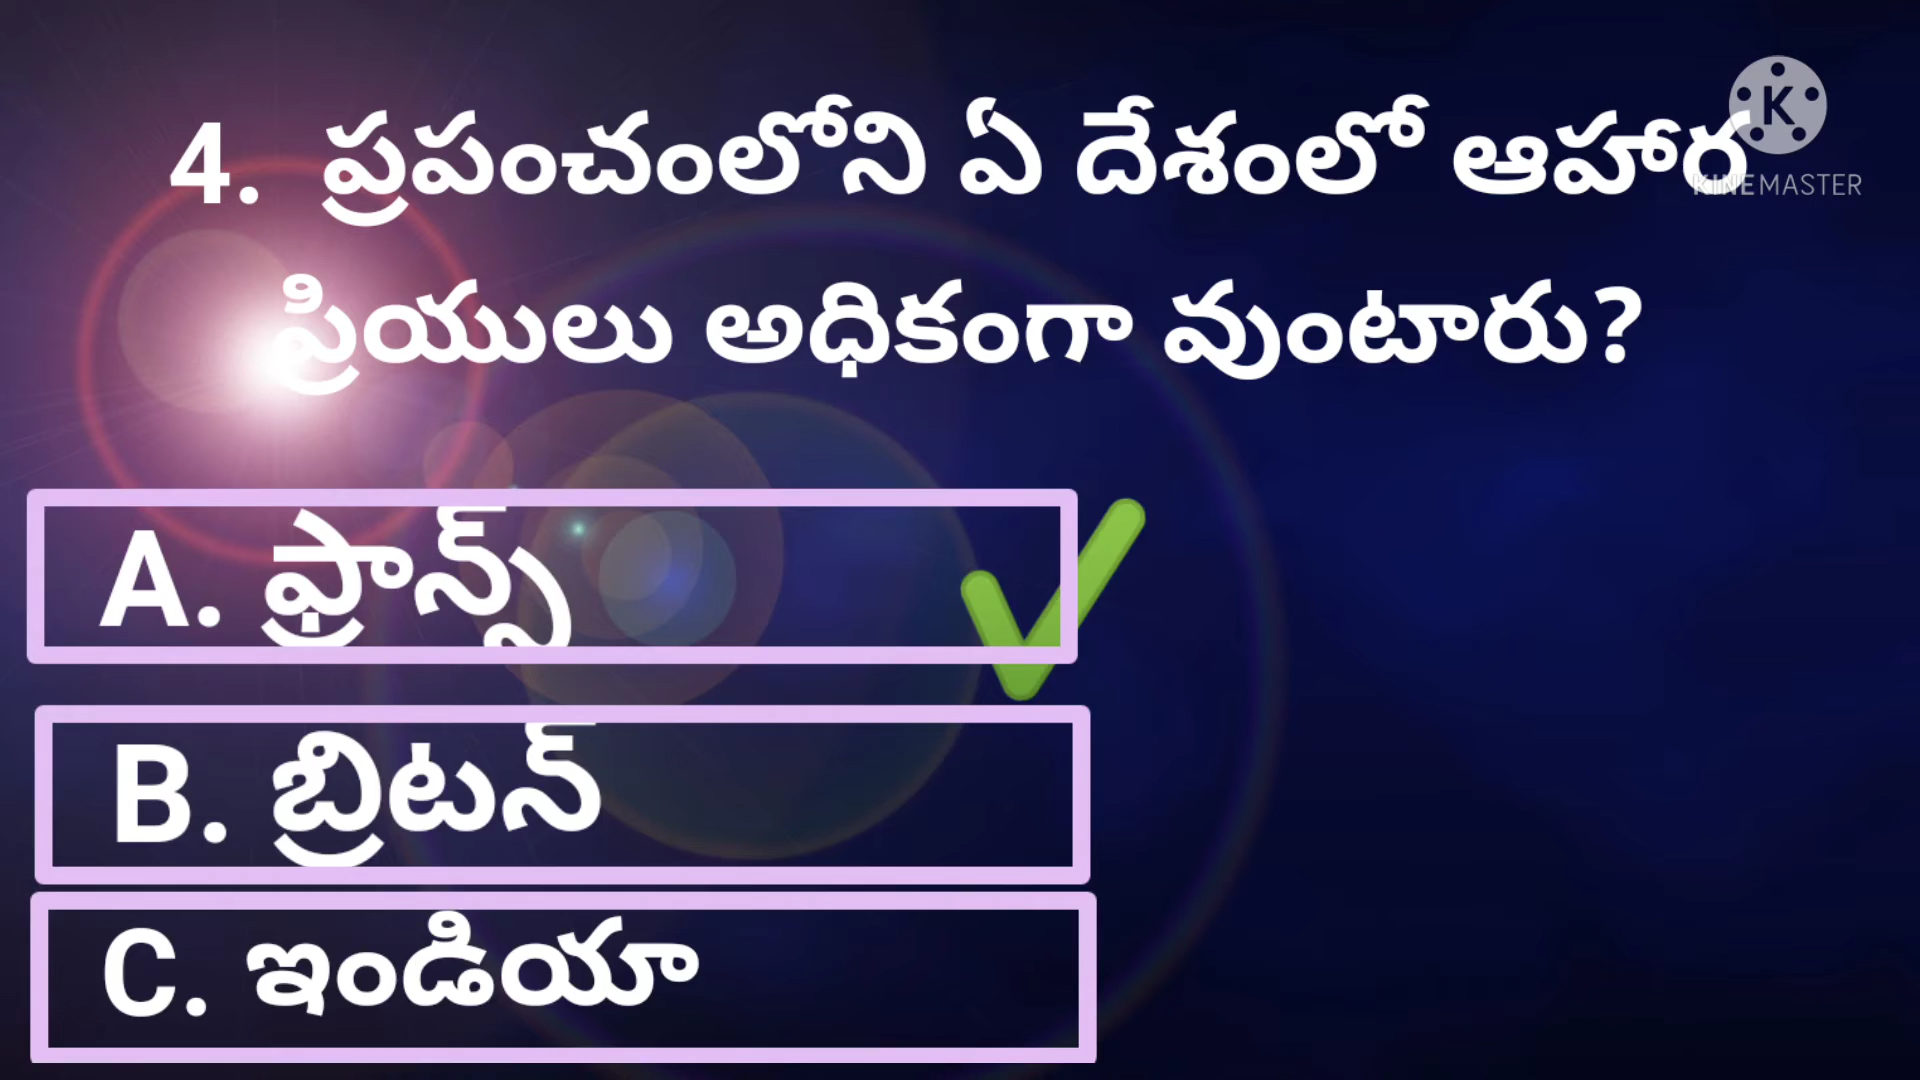 4. ప్రపంచంలోని ఏ దేశంలో ఆహార
ప్రియులు అధికంగా వుంటారు?
KINEMASTER
A. ఫ్రాన్స్
B. బ్రిటన్
C. ఇండియా